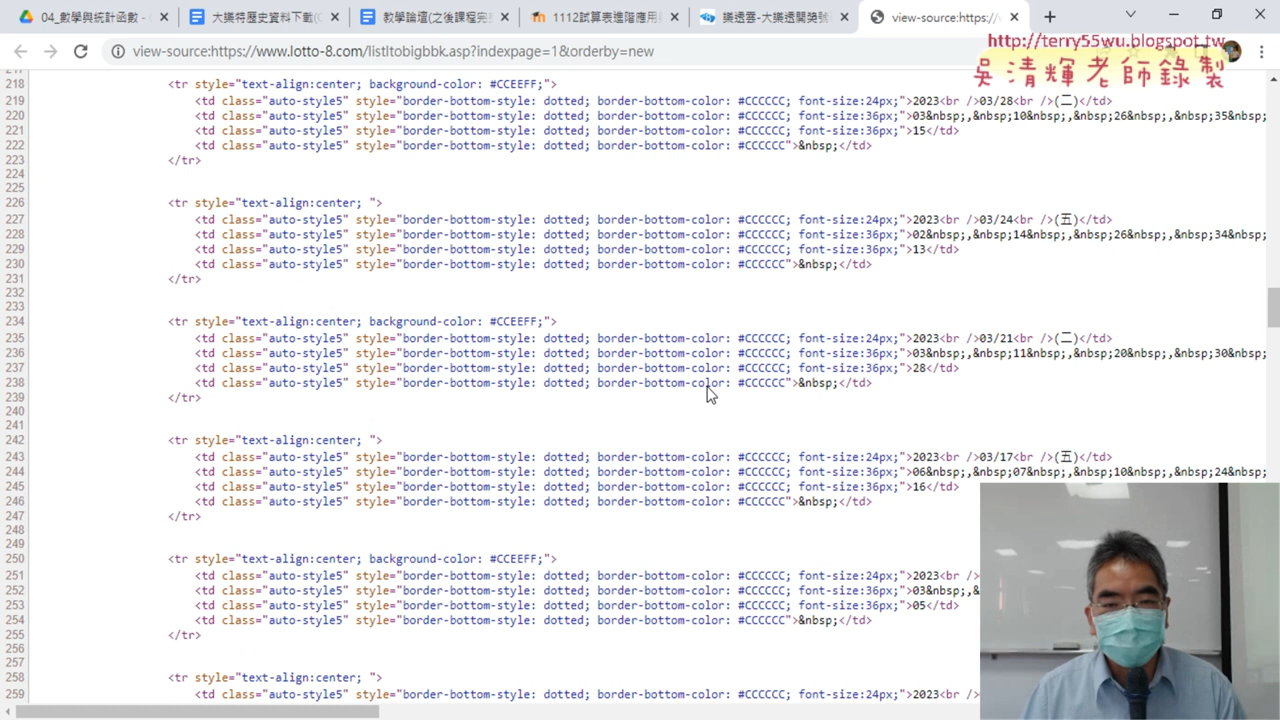 04_數學與統計函數 - G
大樂特歷史資料下載(C
教學論壇(之後課程完
1112試算表進階應用
樂透雲-大樂透開獎號
view-source:https://w
view-source:https://www.lotto-8.com/listltobigbbk.asp?indexpage=1&orderby=new
http://terry55wu.blogspot.tw
吳清輝老師錄製
217
218 <tr style="text-align:center; background-color: #CCEEFF;">
219 <td class="auto-style5" style="border-bottom-style: dotted; border-bottom-color: #CCCCCC; font-size:24px;">2023<br />03/28<br />(二)</td>
220 <td class="auto-style5" style="border-bottom-style: dotted; border-bottom-color: #CCCCCC; font-size:36px;">03&nbsp;,&nbsp;10&nbsp;,&nbsp;26&nbsp;,&nbsp;35&nbsp;
221 <td class="auto-style5" style="border-bottom-style: dotted; border-bottom-color: #CCCCCC; font-size:36px;">15</td>
222 <td class="auto-style5" style="border-bottom-style: dotted; border-bottom-color: #CCCCCC">&nbsp;</td>
223 </tr>
224
225
226 <tr style="text-align:center; ">
227 <td class="auto-style5" style="border-bottom-style: dotted; border-bottom-color: #CCCCCC; font-size:24px;">2023<br />03/24<br />(五)</td>
228 <td class="auto-style5" style="border-bottom-style: dotted; border-bottom-color: #CCCCCC; font-size:36px;">02&nbsp;,&nbsp;14&nbsp;,&nbsp;26&nbsp;,&nbsp;34&nbsp;
229 <td class="auto-style5" style="border-bottom-style: dotted; border-bottom-color: #CCCCCC; font-size:36px;">13</td>
230 <td class="auto-style5" style="border-bottom-style: dotted; border-bottom-color: #CCCCCC">&nbsp;</td>
231 </tr>
232
233
234 <tr style="text-align:center; background-color: #CCEEFF;">
235 <td class="auto-style5" style="border-bottom-style: dotted; border-bottom-color: #CCCCCC; font-size:24px;">2023<br />03/21<br />(二)</td>
236 <td class="auto-style5" style="border-bottom-style: dotted; border-bottom-color: #CCCCCC; font-size:36px;">03&nbsp;,&nbsp;11&nbsp;,&nbsp;20&nbsp;,&nbsp;30&nbsp;
237 <td class="auto-style5" style="border-bottom-style: dotted; border-bottom-color: #CCCCCC; font-size:36px;">28</td>
238 <td class="auto-style5" style="border-bottom-style: dotted; border-bottom-color: #CCCCCC">&nbsp;</td>
239 </tr>
240
241
242 <tr style="text-align:center; ">
243 <td class="auto-style5" style="border-bottom-style: dotted; border-bottom-color: #CCCCCC; font-size:24px;">2023<br />03/17<br />(五)</td>
244 <td class="auto-style5" style="border-bottom-style: dotted; border-bottom-color: #CCCCCC; font-size:36px;">06&nbsp;,&nbsp;07&nbsp;,&nbsp;10&nbsp;,&nbsp;24&nbsp;
245 <td class="auto-style5" style="border-bottom-style: dotted; border-bottom-color: #CCCCCC; font-size:36px;">16</td>
246 <td class="auto-style5" style="border-bottom-style: dotted; border-bottom-color: #CCCCCC">&nbsp;</td>
247 </tr>
248
249
250 <tr style="text-align:center; background-color: #CCEEFF;">
251 <td class="auto-style5" style="border-bottom-style: dotted; border-bottom-color: #CCCCCC; font-size:24px;">2023<br />
252 <td class="auto-style5" style="border-bottom-style: dotted; border-bottom-color: #CCCCCC; font-size:36px;">03&nbsp;,&
253 <td class="auto-style5" style="border-bottom-style: dotted; border-bottom-color: #CCCCCC; font-size:36px;">05</td>
254 <td class="auto-style5" style="border-bottom-style: dotted; border-bottom-color: #CCCCCC">&nbsp;</td>
255 </tr>
256
257
258 <tr style="text-align:center; ">
259 <td class="auto-style5" style="border-bottom-style: dotted; border-bottom-color: #CCCCCC; font-size:24px;">2023<br />